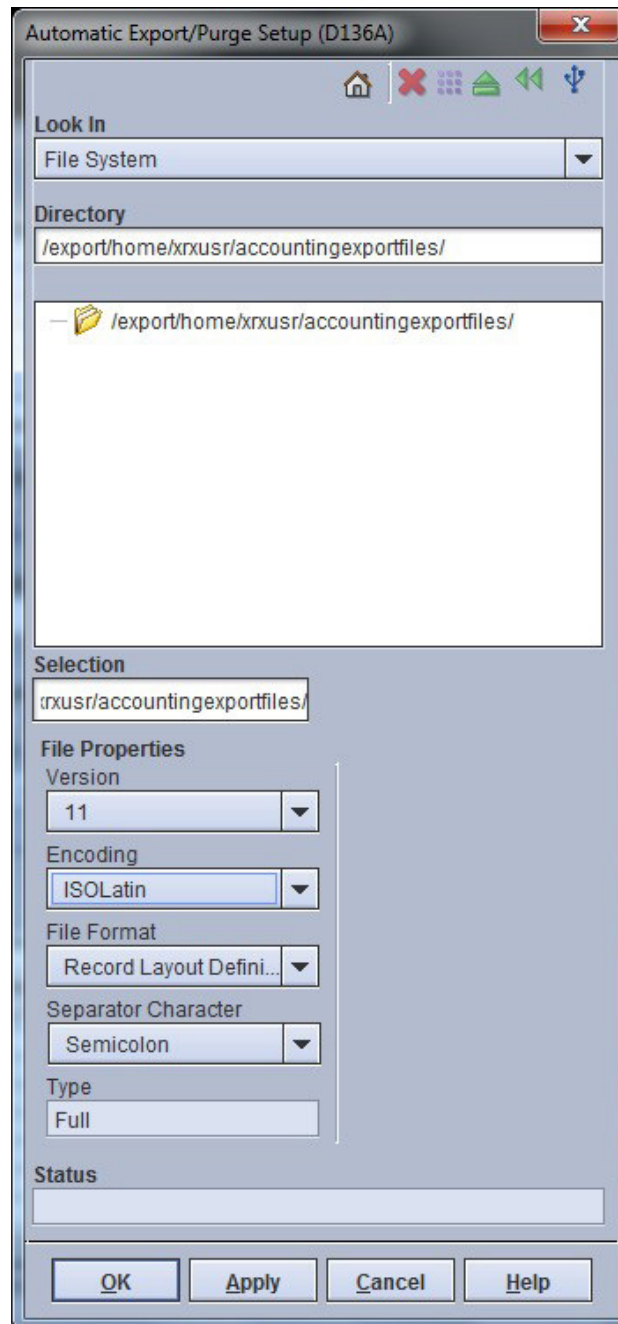 Automatic Export/Purge Setup (D136A)
Look In
File System
Directory
/export/home/xrxusr/accountingexportfiles/
/export/home/xrxusr/accountingexportfiles/
Selection
xrxusr/accountingexportfiles/
File Properties
Version
11
Encoding
ISOLatin
File Format
Record Layout Defini...
Separator Character
Semicolon
Type
Full
Status
OK Apply Cancel Help